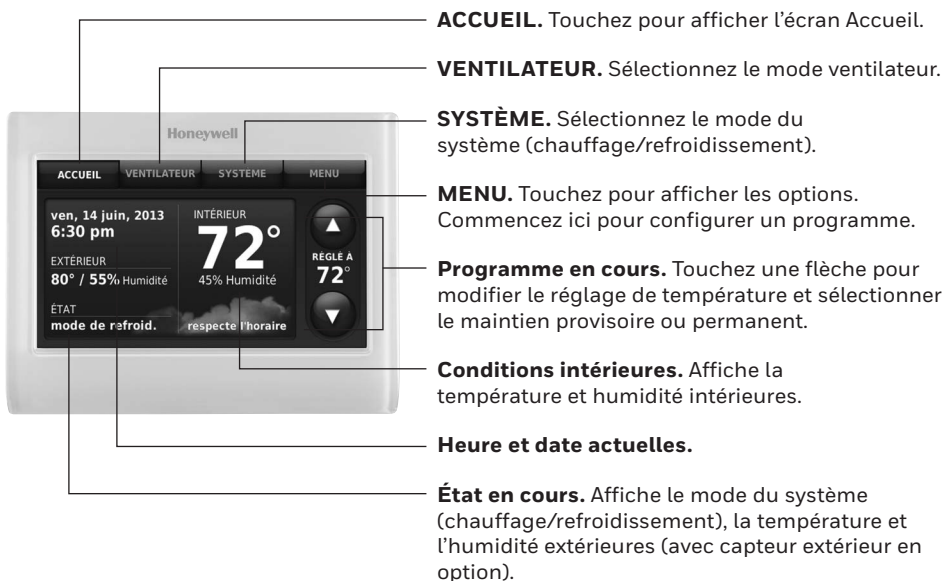 ACCUEIL. Touchez pour afficher l’écran Accueil.
VENTILATEUR. Sélectionnez le mode ventilateur.
SYSTÈME. Sélectionnez le mode du
système (chauffage/refroidissement).
MENU. Touchez pour afficher les options.
Commencez ici pour configurer un programme.
Programme en cours. Touchez une flèche pour
modifier le réglage de température et sélectionner
le maintien provisoire ou permanent.
Conditions intérieures. Affiche la
température et humidité intérieures.
Heure et date actuelles.
État en cours. Affiche le mode du système
(chauffage/refroidissement), la température et
l’humidité extérieures (avec capteur extérieur en
option).
Honeywell
ACCUEIL VENTILATEUR SYSTÈME MENU
ven, 14 juin, 2013
6:30 pm
EXTÉRIEUR
80° / 55% Humidité
ÉTAT
mode de refroid.
INTÉRIEUR
72°
45% Humidité
respecte l'horaire
RÉGLÉ À
72°